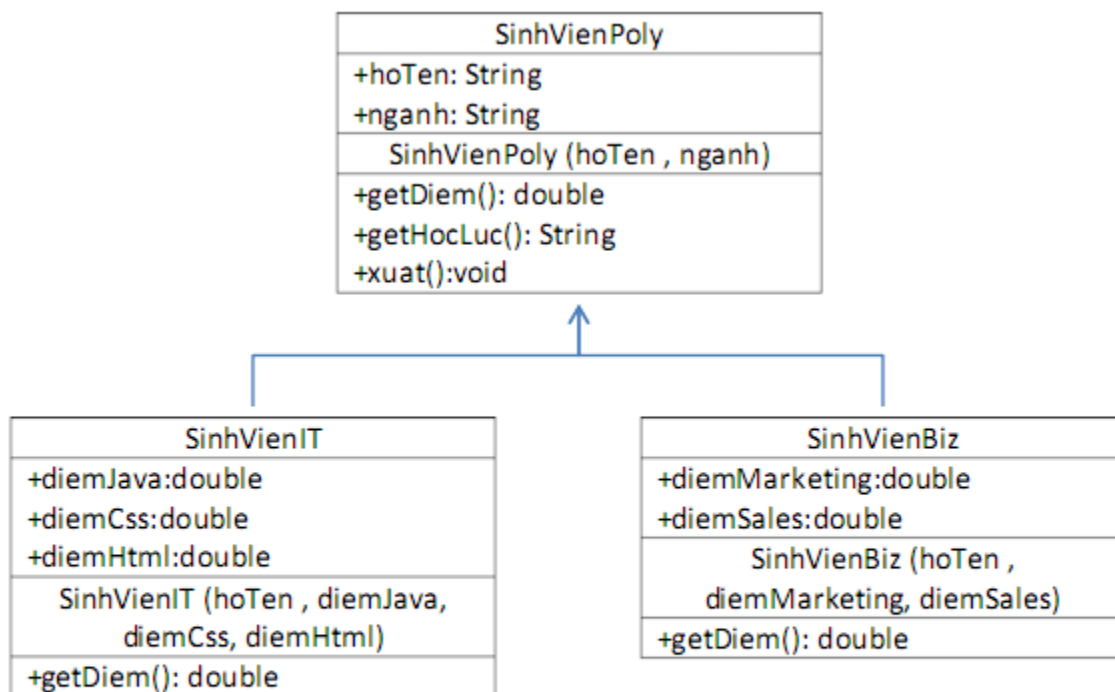 SinhVienPoly
+hoTen: String
+nganh: String
SinhVienPoly (hoTen , nganh)
+getDiem(): double
+getHocLuc(): String
+xuat():void
SinhVienIT
+diemJava:double
+diemCss:double
+diemHtml:double
SinhVienIT (hoTen , diemJava,
diemCss, diemHtml)
+getDiem(): double
SinhVienBiz
+diemMarketing:double
+diemSales:double
SinhVienBiz (hoTen ,
diemMarketing, diemSales)
+getDiem(): double